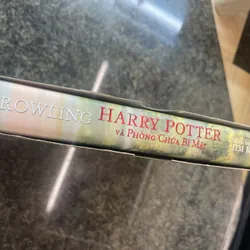 ROWLING
HARRY POTTER
VÀ PHÒNG CHỨA BÍ MẬT